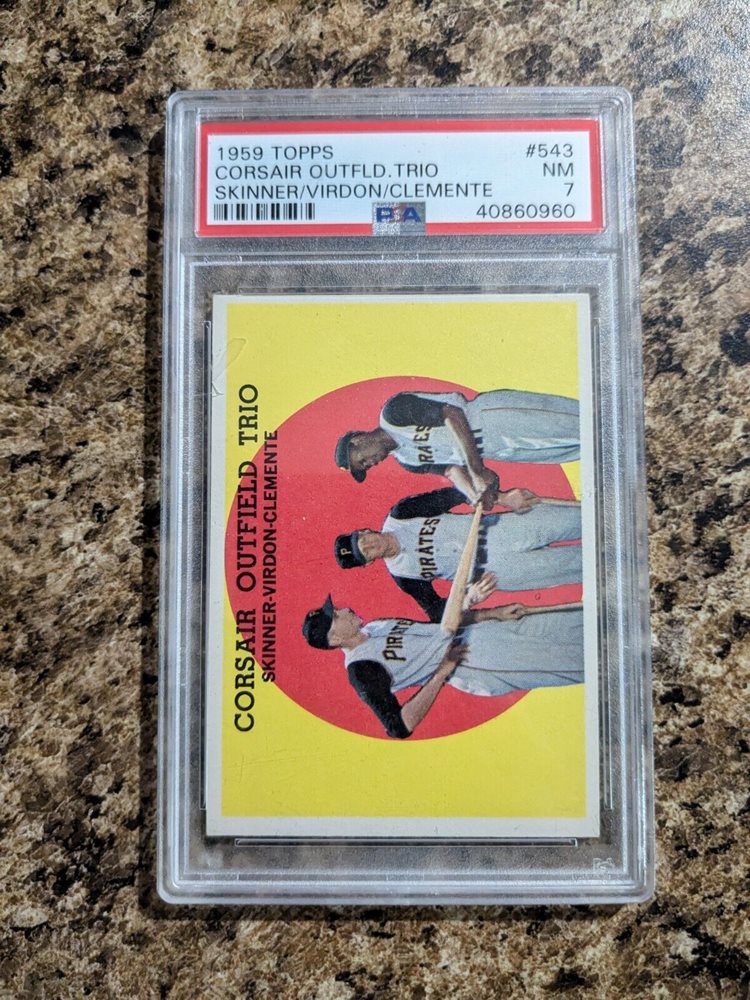 1959 TOPPS #543
CORSAIR OUTFLD.TRIO NM
SKINNER/VIRDON/CLEMENTE 7
PSA 40860960
CORSAIR OUTFIELD TRIO
SKINNER-VIRDON-CLEMENTE
PIRATES
P
PIRATES
RATES